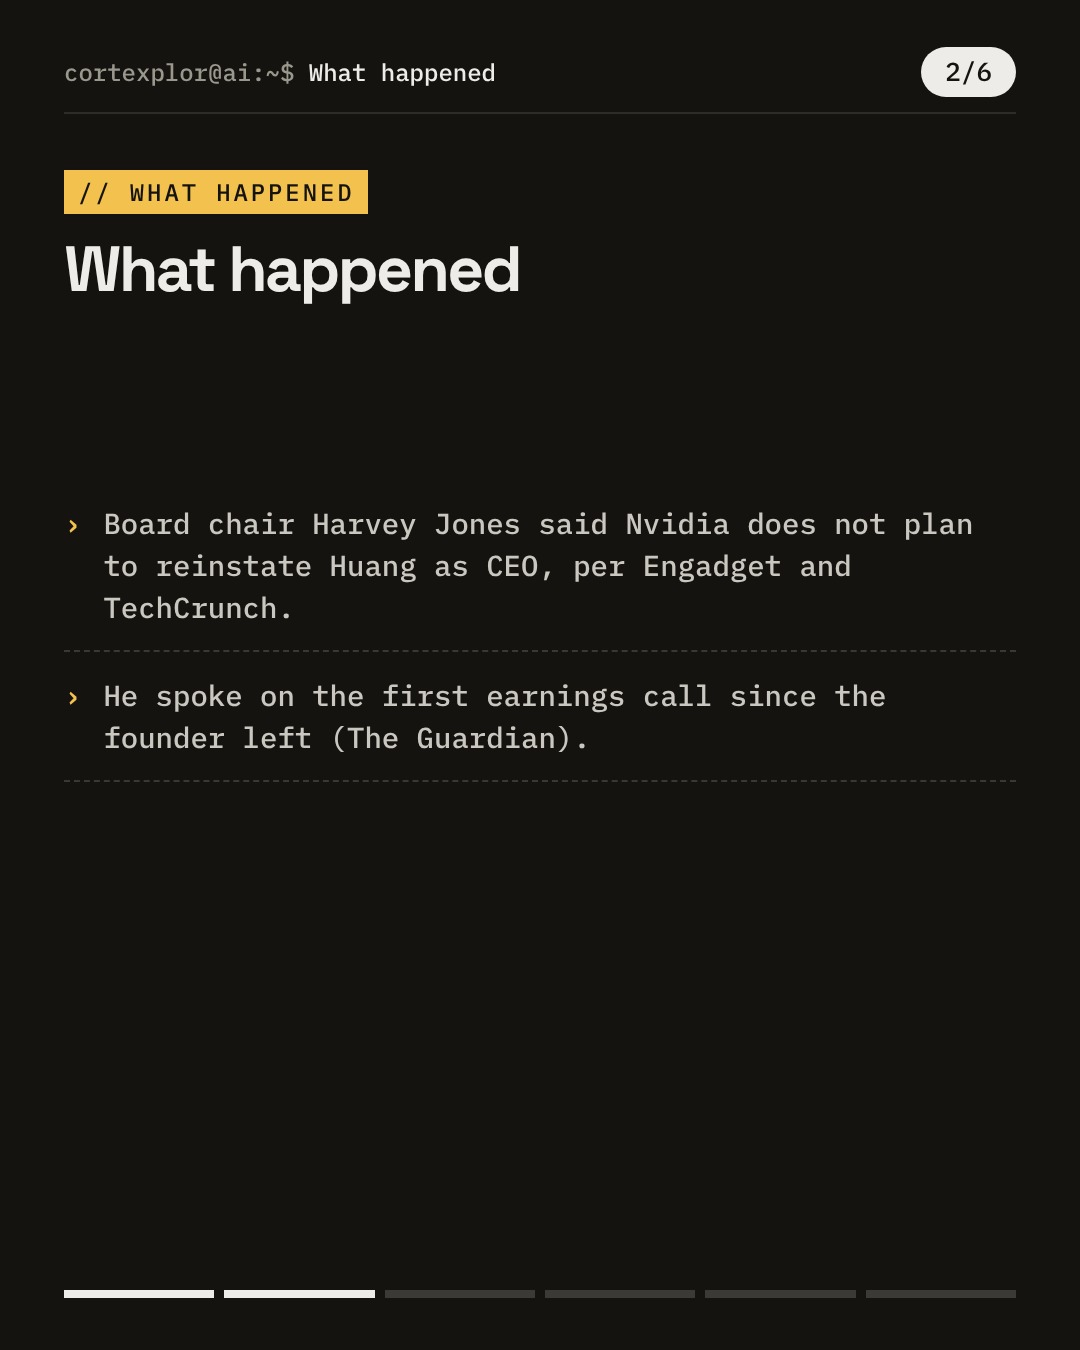 cortexplor@ai:~$ What happened
2/6
// WHAT HAPPENED
What happened
› Board chair Harvey Jones said Nvidia does not plan
to reinstate Huang as CEO, per Engadget and
TechCrunch.
› He spoke on the first earnings call since the
founder left (The Guardian).